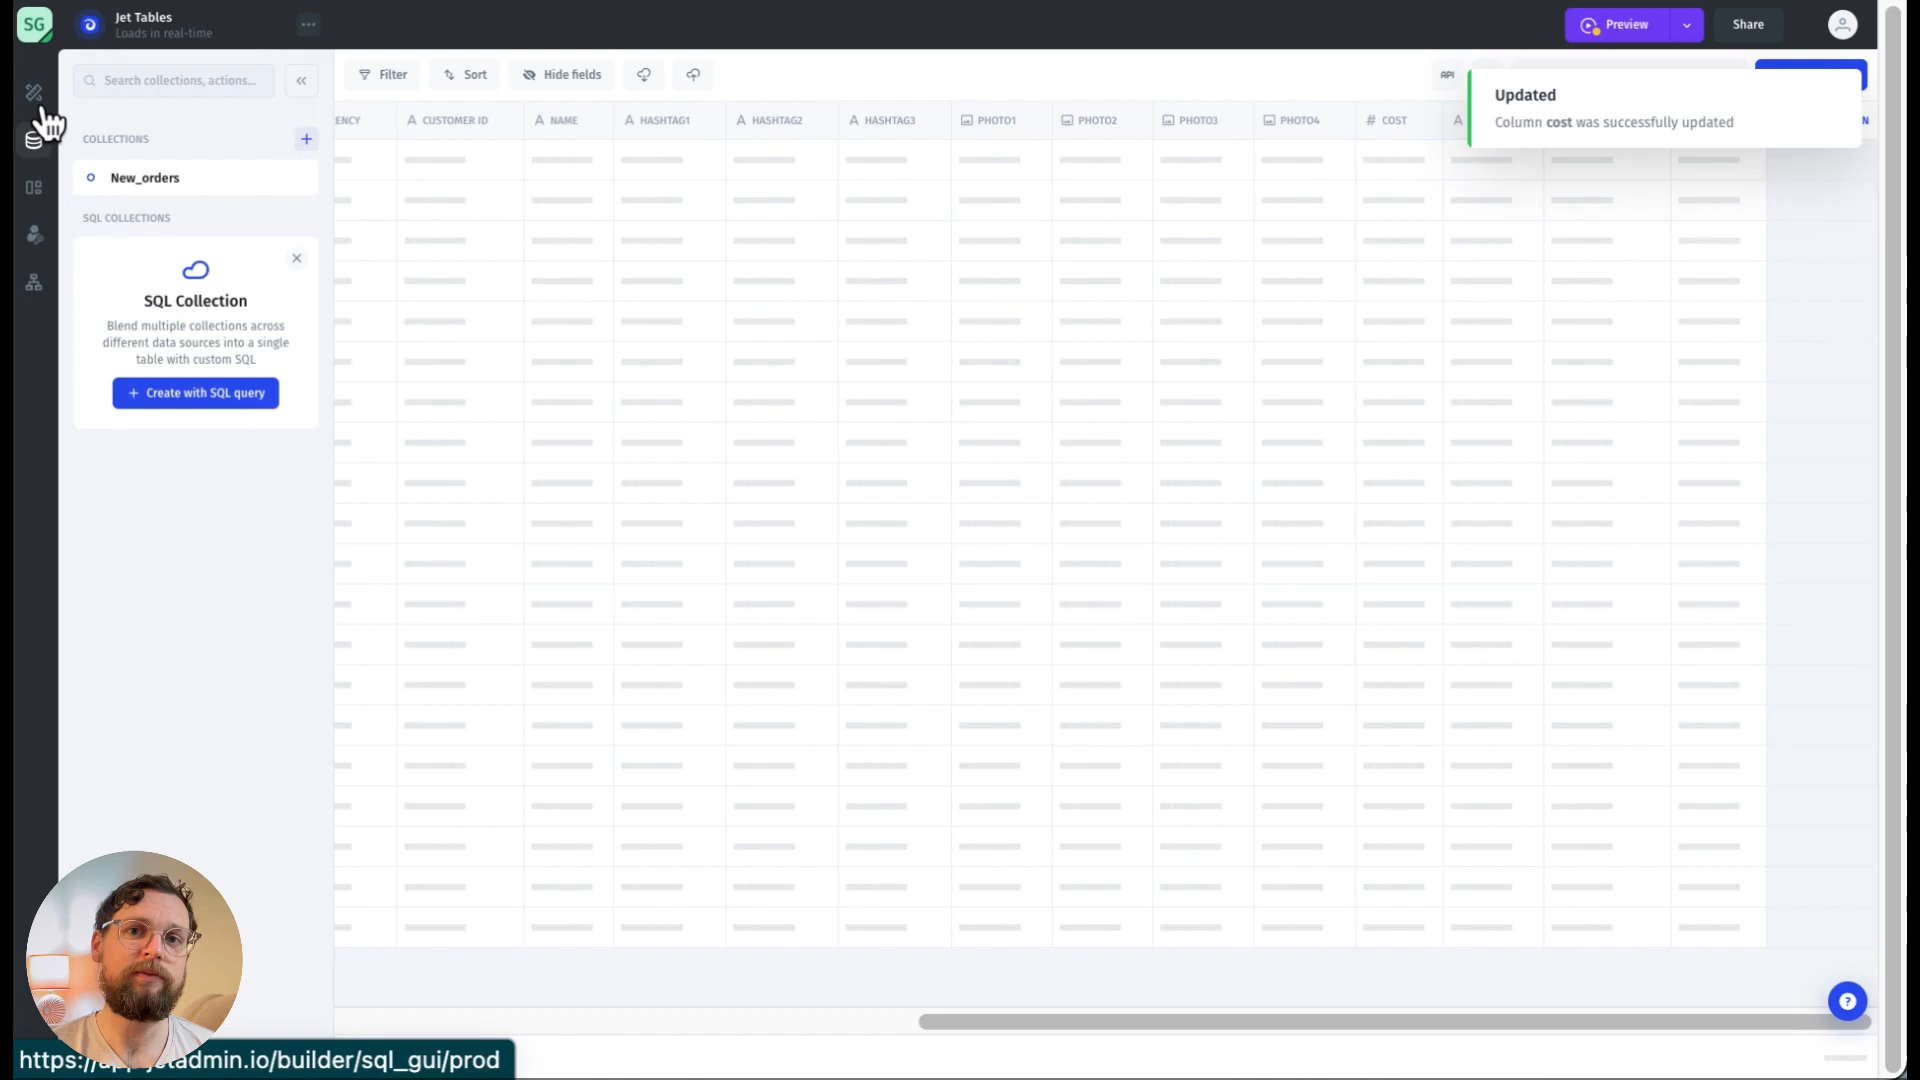 SG
Jet Tables
Loads in real-time
Preview
Share
Search collections, actions...
Filter
Sort
Hide fields
API
Updated
Column cost was successfully updated
COLLECTIONS
New_orders
SQL COLLECTIONS
SQL Collection
Blend multiple collections across
different data sources into a single
table with custom SQL
+ Create with SQL query
ENCY
CUSTOMER ID
NAME
HASHTAG1
HASHTAG2
HASHTAG3
PHOTO1
PHOTO2
PHOTO3
PHOTO4
# COST
N
https://app.jetadmin.io/builder/sql_gui/prod